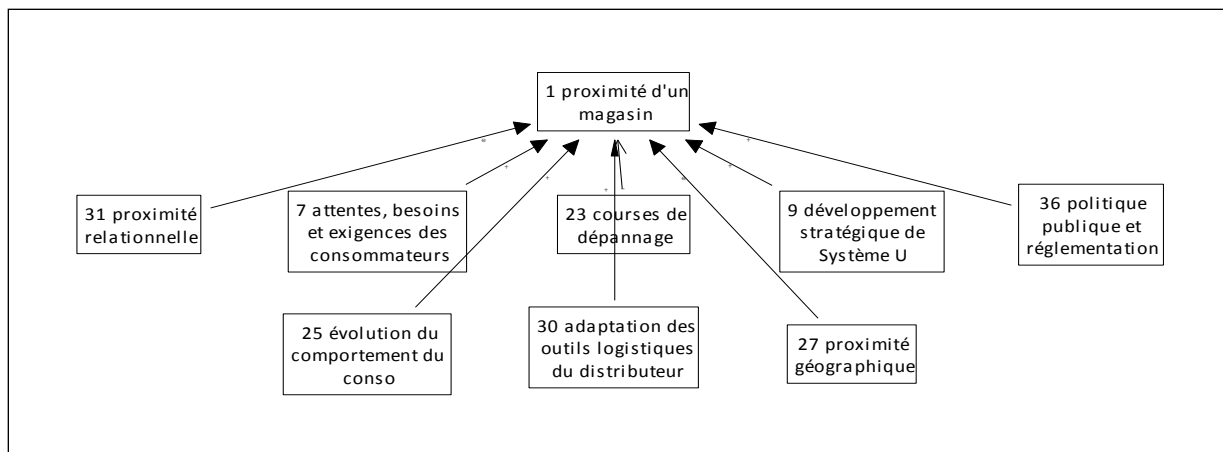 1 proximité d'un
magasin
31 proximité
relationnelle
7 attentes, besoins
et exigences des
consommateurs
23 courses de
dépannage
9 développement
stratégique de
Système U
36 politique
publique et
réglementation
25 évolution du
comportement du
conso
30 adaptation des
outils logistiques
du distributeur
27 proximité
géographique